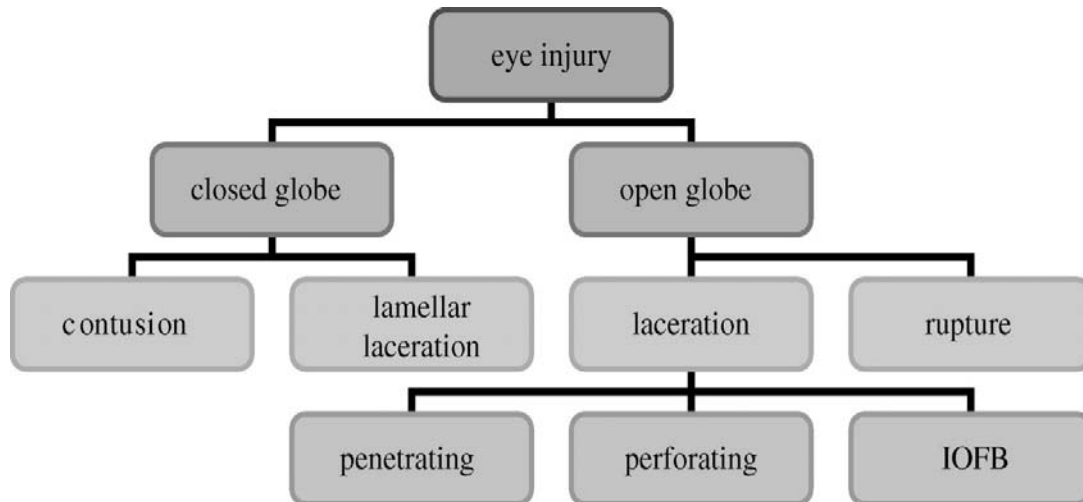 eye injury
closed globe
open globe
contusion
lamellar
laceration
laceration
rupture
penetrating
perforating
IOFB